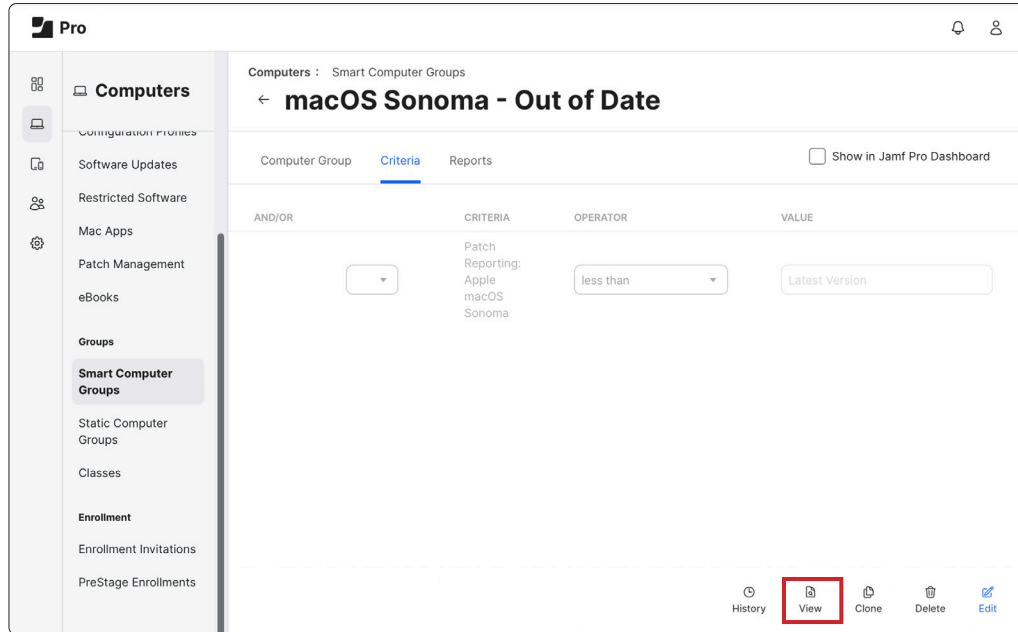 Pro
Computers
Configuration Profiles
Software Updates
Restricted Software
Mac Apps
Patch Management
eBooks
Groups
Smart Computer
Groups
Static Computer
Groups
Classes
Enrollment
Enrollment Invitations
PreStage Enrollments
Computers : Smart Computer Groups
← macOS Sonoma - Out of Date
Computer Group Criteria Reports Show in Jamf Pro Dashboard
AND/OR CRITERIA OPERATOR VALUE
Patch
Reporting:
Apple
macOS
Sonoma
less than
Latest Version
History View Clone Delete Edit